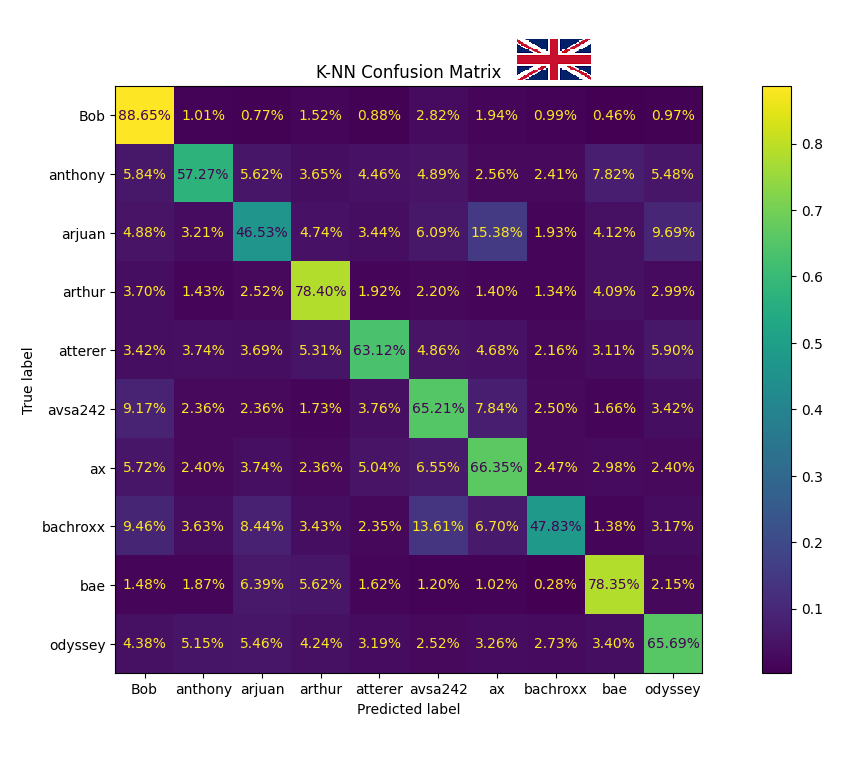 K-NN Confusion Matrix
Bob 88.65% 1.01% 0.77% 1.52% 0.88% 2.82% 1.94% 0.99% 0.46% 0.97%
anthony 5.84% 57.27% 5.62% 3.65% 4.46% 4.89% 2.56% 2.41% 7.82% 5.48%
arjuan 4.88% 3.21% 46.53% 4.74% 3.44% 6.09% 15.38% 1.93% 4.12% 9.69%
arthur 3.70% 1.43% 2.52% 78.40% 1.92% 2.20% 1.40% 1.34% 4.09% 2.99%
atterer 3.42% 3.74% 3.69% 5.31% 63.12% 4.86% 4.68% 2.16% 3.11% 5.90%
avsa242 9.17% 2.36% 2.36% 1.73% 3.76% 65.21% 7.84% 2.50% 1.66% 3.42%
ax 5.72% 2.40% 3.74% 2.36% 5.04% 6.55% 66.35% 2.47% 2.98% 2.40%
bachroxx 9.46% 3.63% 8.44% 3.43% 2.35% 13.61% 6.70% 47.83% 1.38% 3.17%
bae 1.48% 1.87% 6.39% 5.62% 1.62% 1.20% 1.02% 0.28% 78.35% 2.15%
odyssey 4.38% 5.15% 5.46% 4.24% 3.19% 2.52% 3.26% 2.73% 3.40% 65.69%
Bob anthony arjuan arthur atterer avsa242 ax bachroxx bae odyssey
Predicted label
True label
0.8
0.7
0.6
0.5
0.4
0.3
0.2
0.1